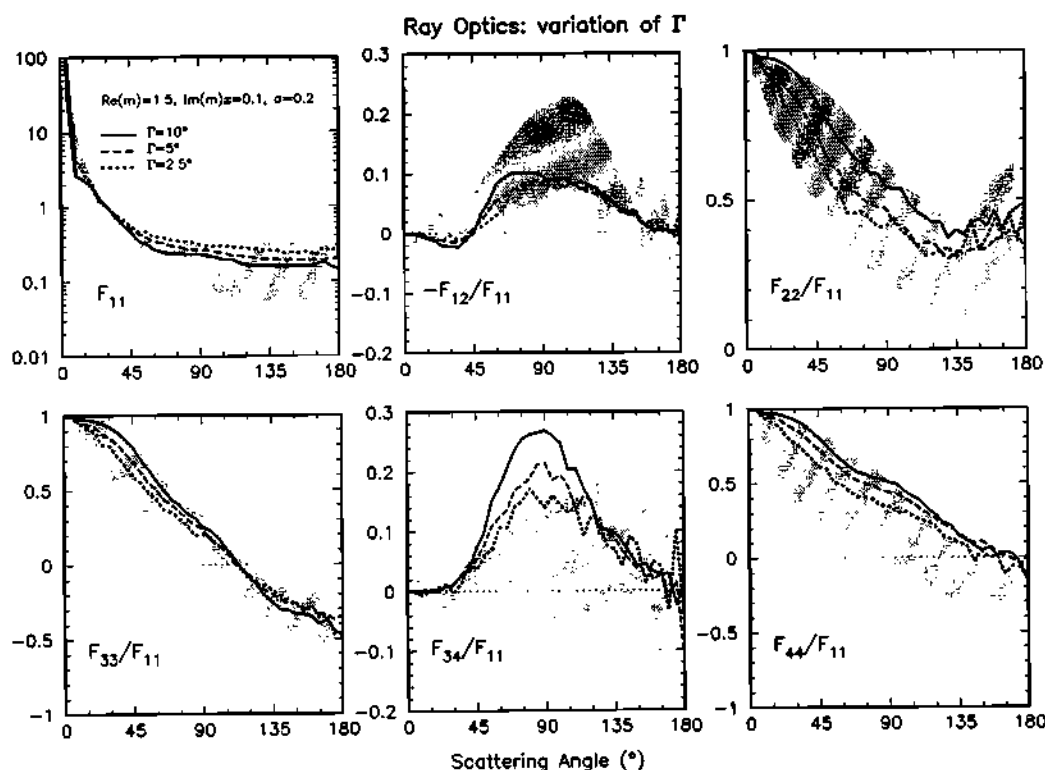 Ray Optics: variation of Γ
100
10
1
0.1
0.01
Re(m)=1.5, Im(m)x=0.1, σ=0.2
Γ=10°
Γ=5°
Γ=2.5°
F11
0 45 90 135 180
0.3
0.2
0.1
0
-0.1
-0.2
-F12/F11
0 45 90 135 180
1
0.5
0
F22/F11
0 45 90 135 180
1
0.5
0
-0.5
-1
F33/F11
0 45 90 135 180
0.3
0.2
0.1
0
-0.1
-0.2
F34/F11
0 45 90 135 180
1
0.5
0
-0.5
-1
F44/F11
0 45 90 135 180
Scattering Angle (°)